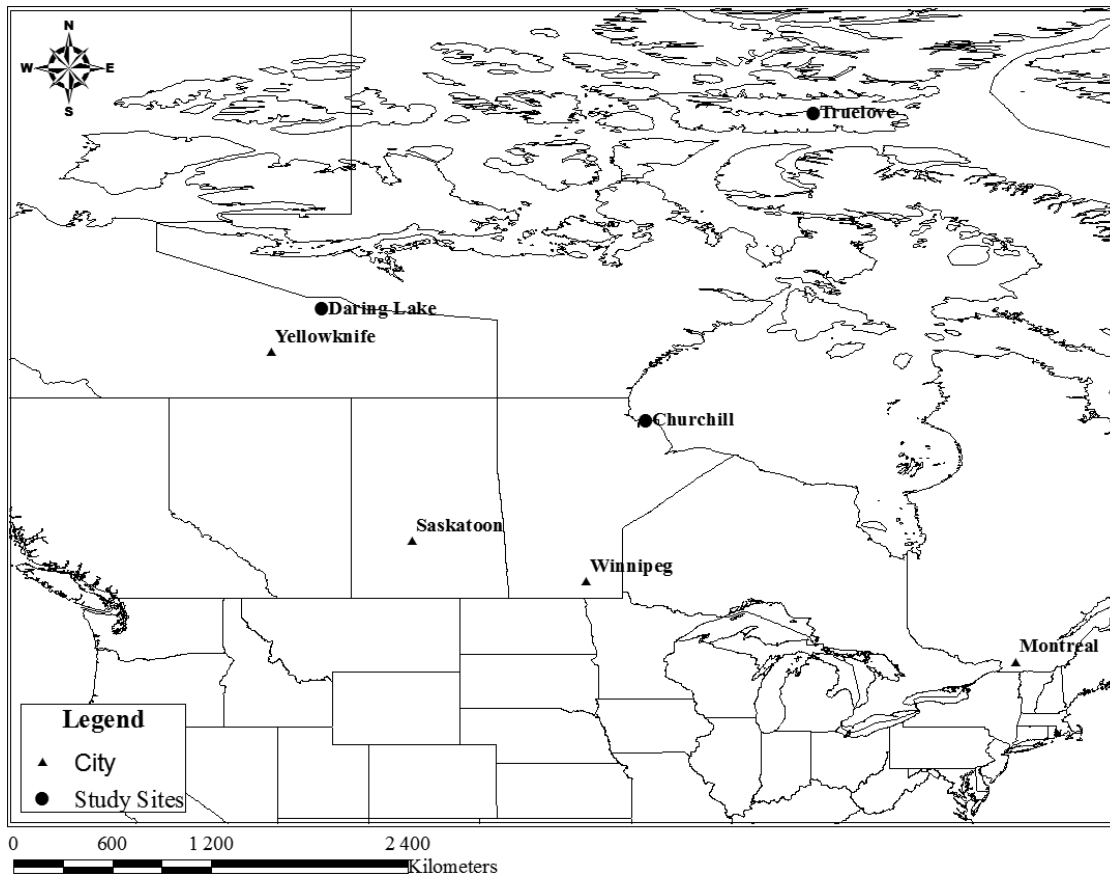 N
W E
S
Truelove
Daring Lake
Yellowknife
Churchill
Saskatoon
Winnipeg
Montreal
Legend
City
Study Sites
0 600 1 200 2 400
Kilometers